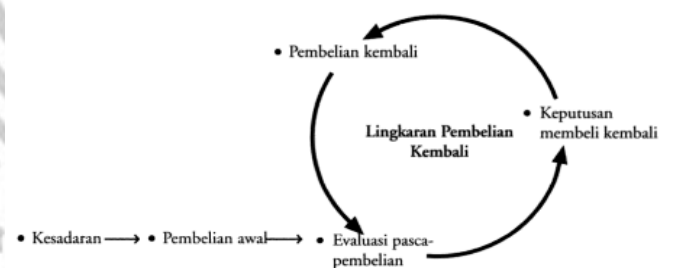 • Pembelian kembali
• Keputusan
membeli kembali
Lingkaran Pembelian
Kembali
• Kesadaran
• Pembelian awal
• Evaluasi pasca-
pembelian